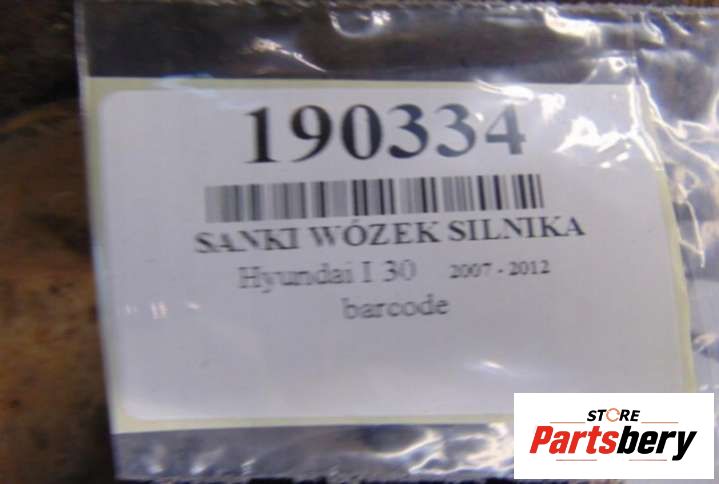 190334
SANKI WÓZEK SILNIKA
Hyundai I 30 2007 - 2012
barcode
STORE
Partsbery